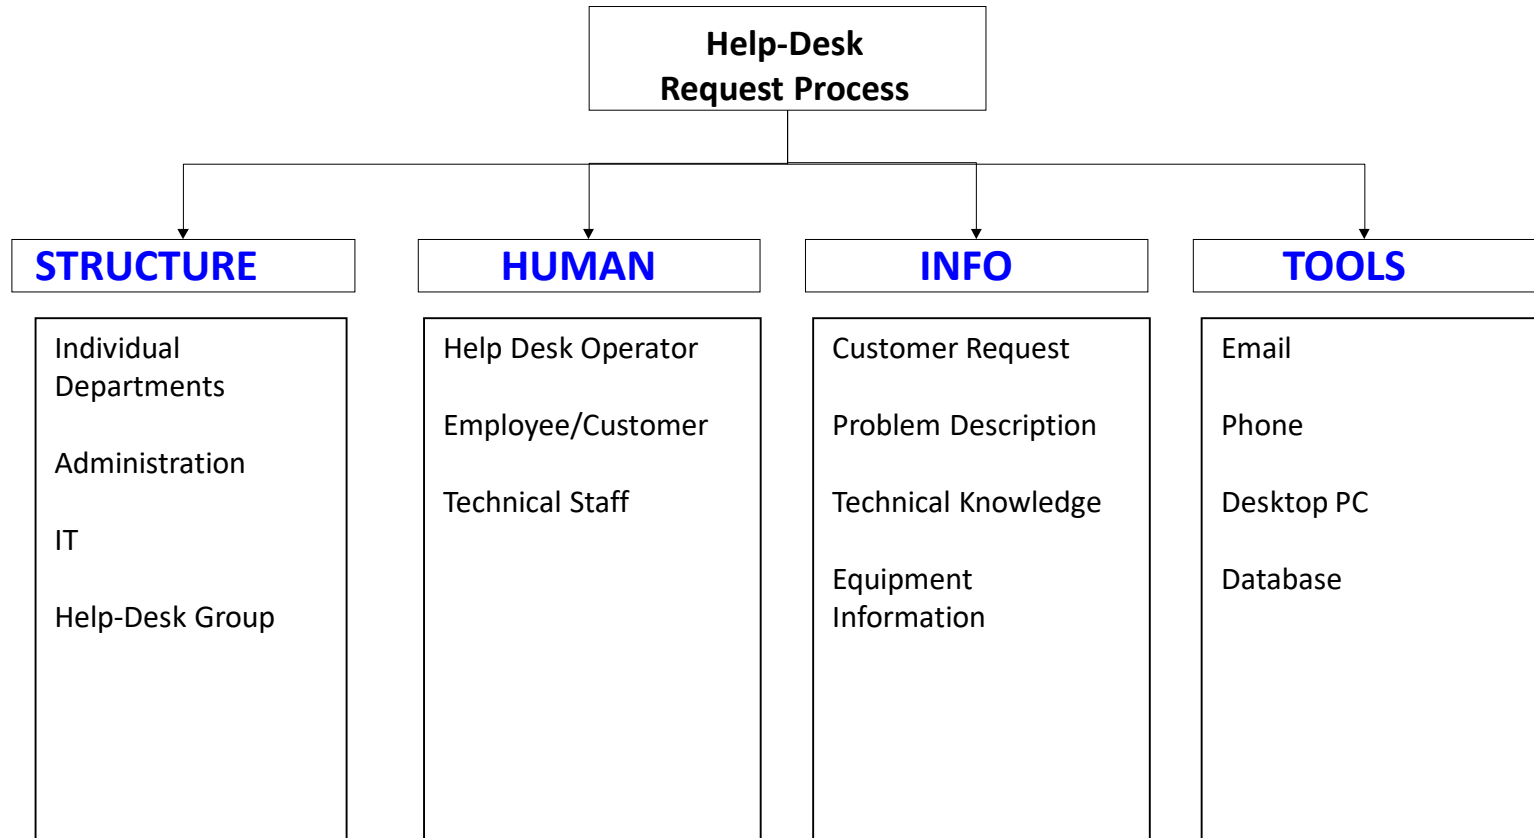 Help-Desk
Request Process
STRUCTURE
HUMAN
INFO
TOOLS
Individual
Departments
Administration
IT
Help-Desk Group
Help Desk Operator
Employee/Customer
Technical Staff
Customer Request
Problem Description
Technical Knowledge
Equipment
Information
Email
Phone
Desktop PC
Database